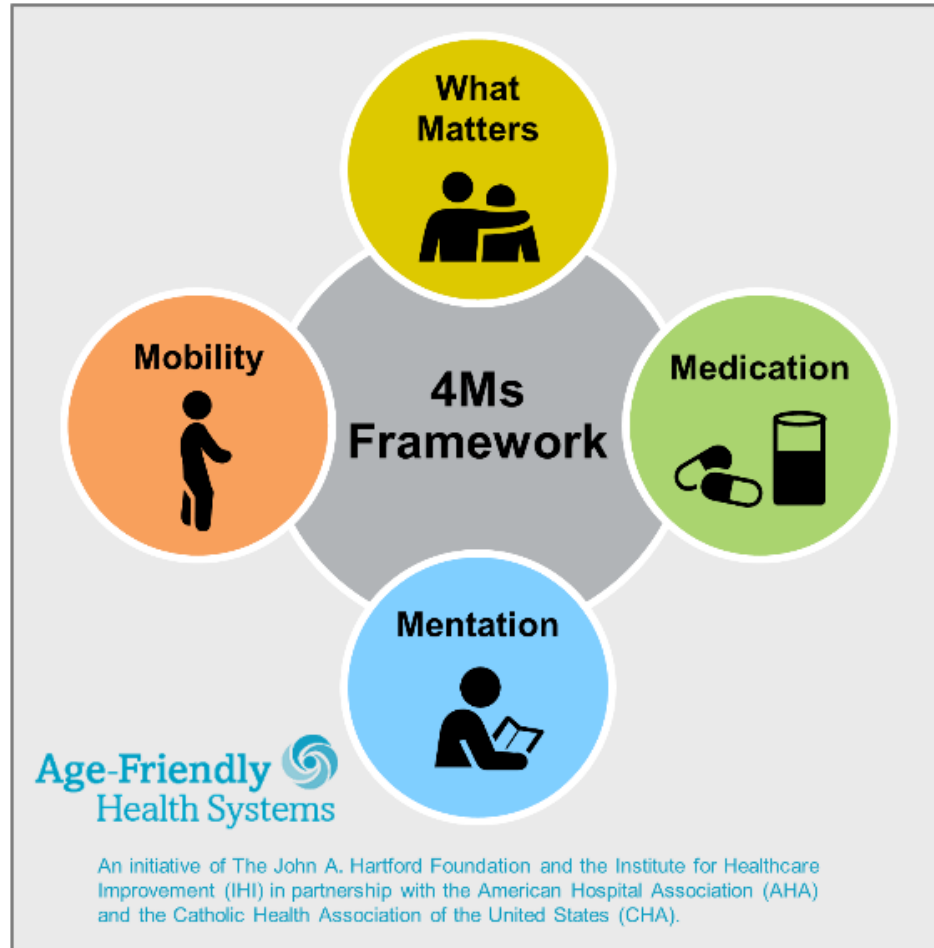 What
Matters
Mobility
4Ms
Framework
Medication
Mentation
Age-Friendly
Health Systems
An initiative of The John A. Hartford Foundation and the Institute for Healthcare
Improvement (IHI) in partnership with the American Hospital Association (AHA)
and the Catholic Health Association of the United States (CHA).